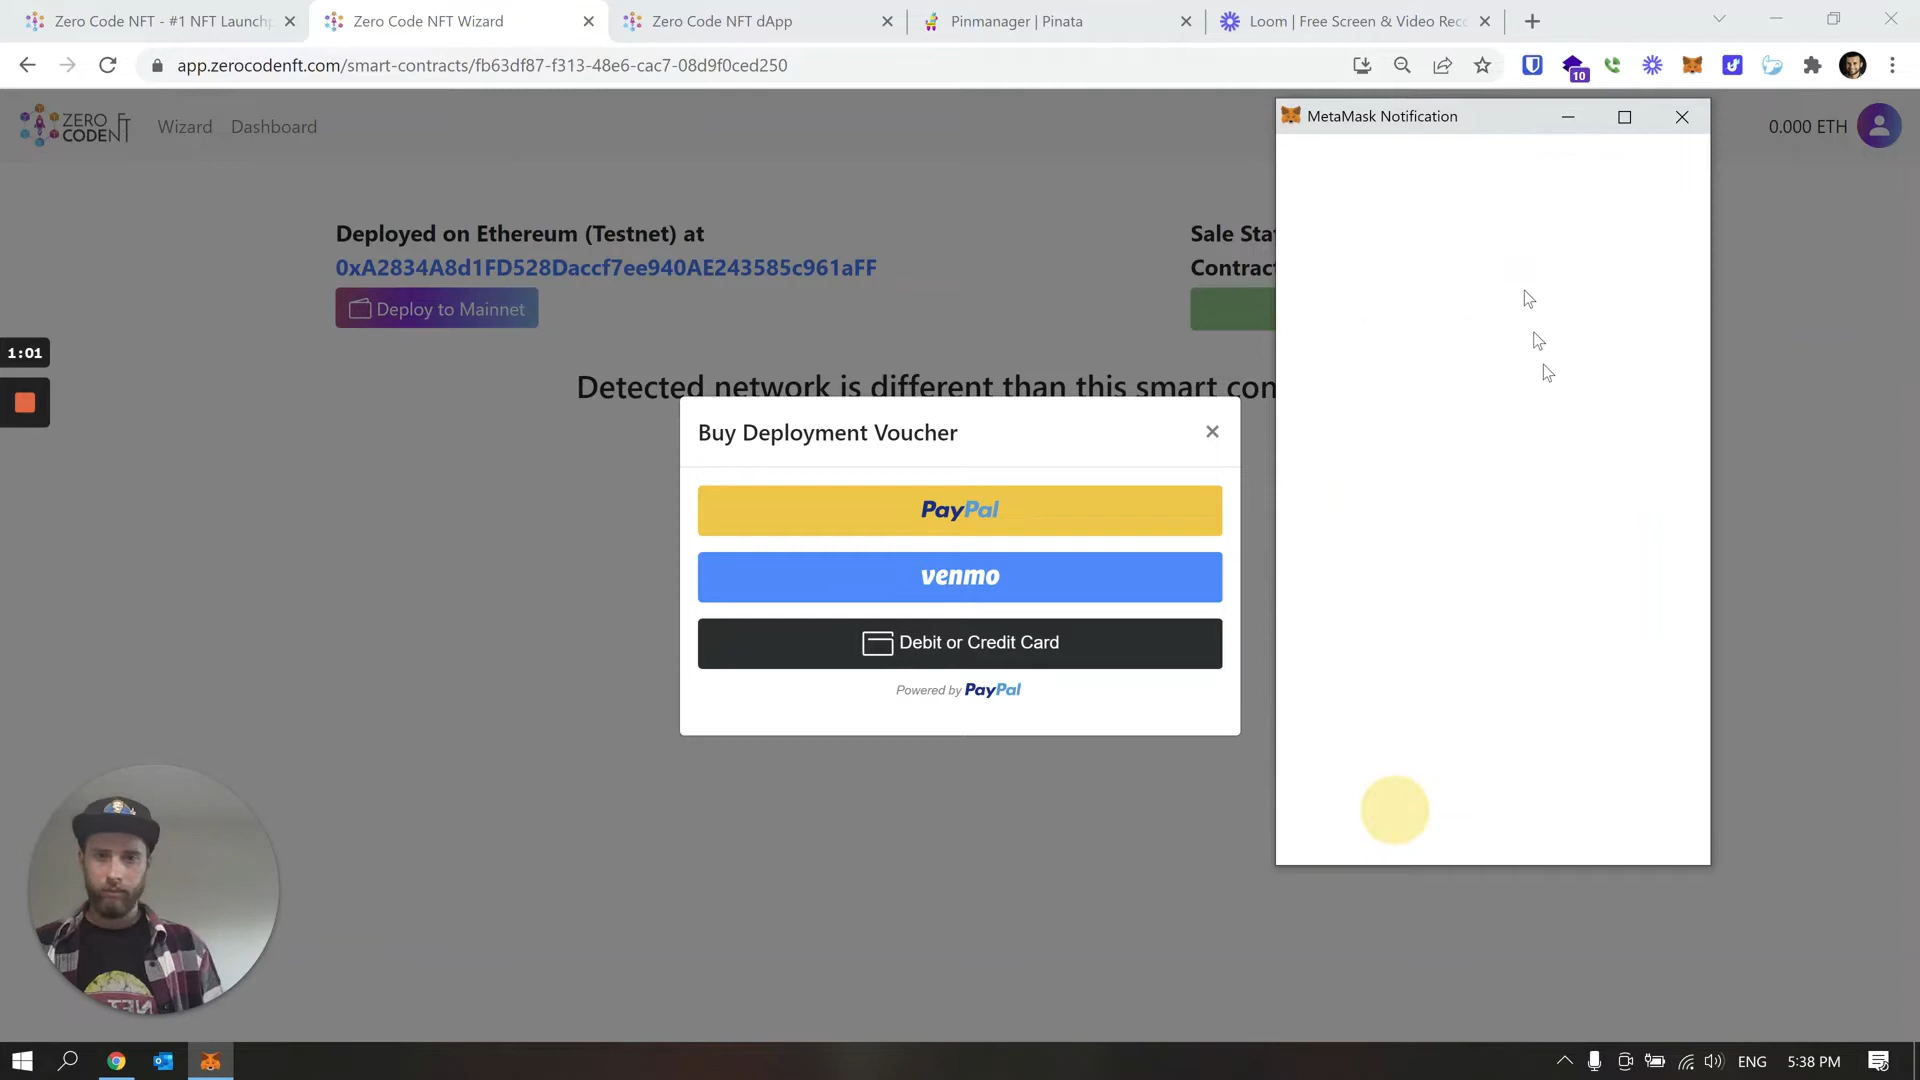 Zero Code NFT - #1 NFT Launchp
Zero Code NFT Wizard
Zero Code NFT dApp
Pinmanager | Pinata
Loom | Free Screen & Video Rec
app.zerocodenft.com/smart-contracts/fb63df87-f313-48e6-cac7-08d9f0ced250
10
ZERO
CODENFT
Wizard
Dashboard
MetaMask Notification
0.000 ETH
Deployed on Ethereum (Testnet) at
0xA2834A8d1FD528Daccf7ee940AE243585c961aFF
Deploy to Mainnet
Sale Sta
Contrac
1:01
Detected network is different than this smart con
Buy Deployment Voucher
PayPal
venmo
Debit or Credit Card
Powered by PayPal
ENG
5:38 PM